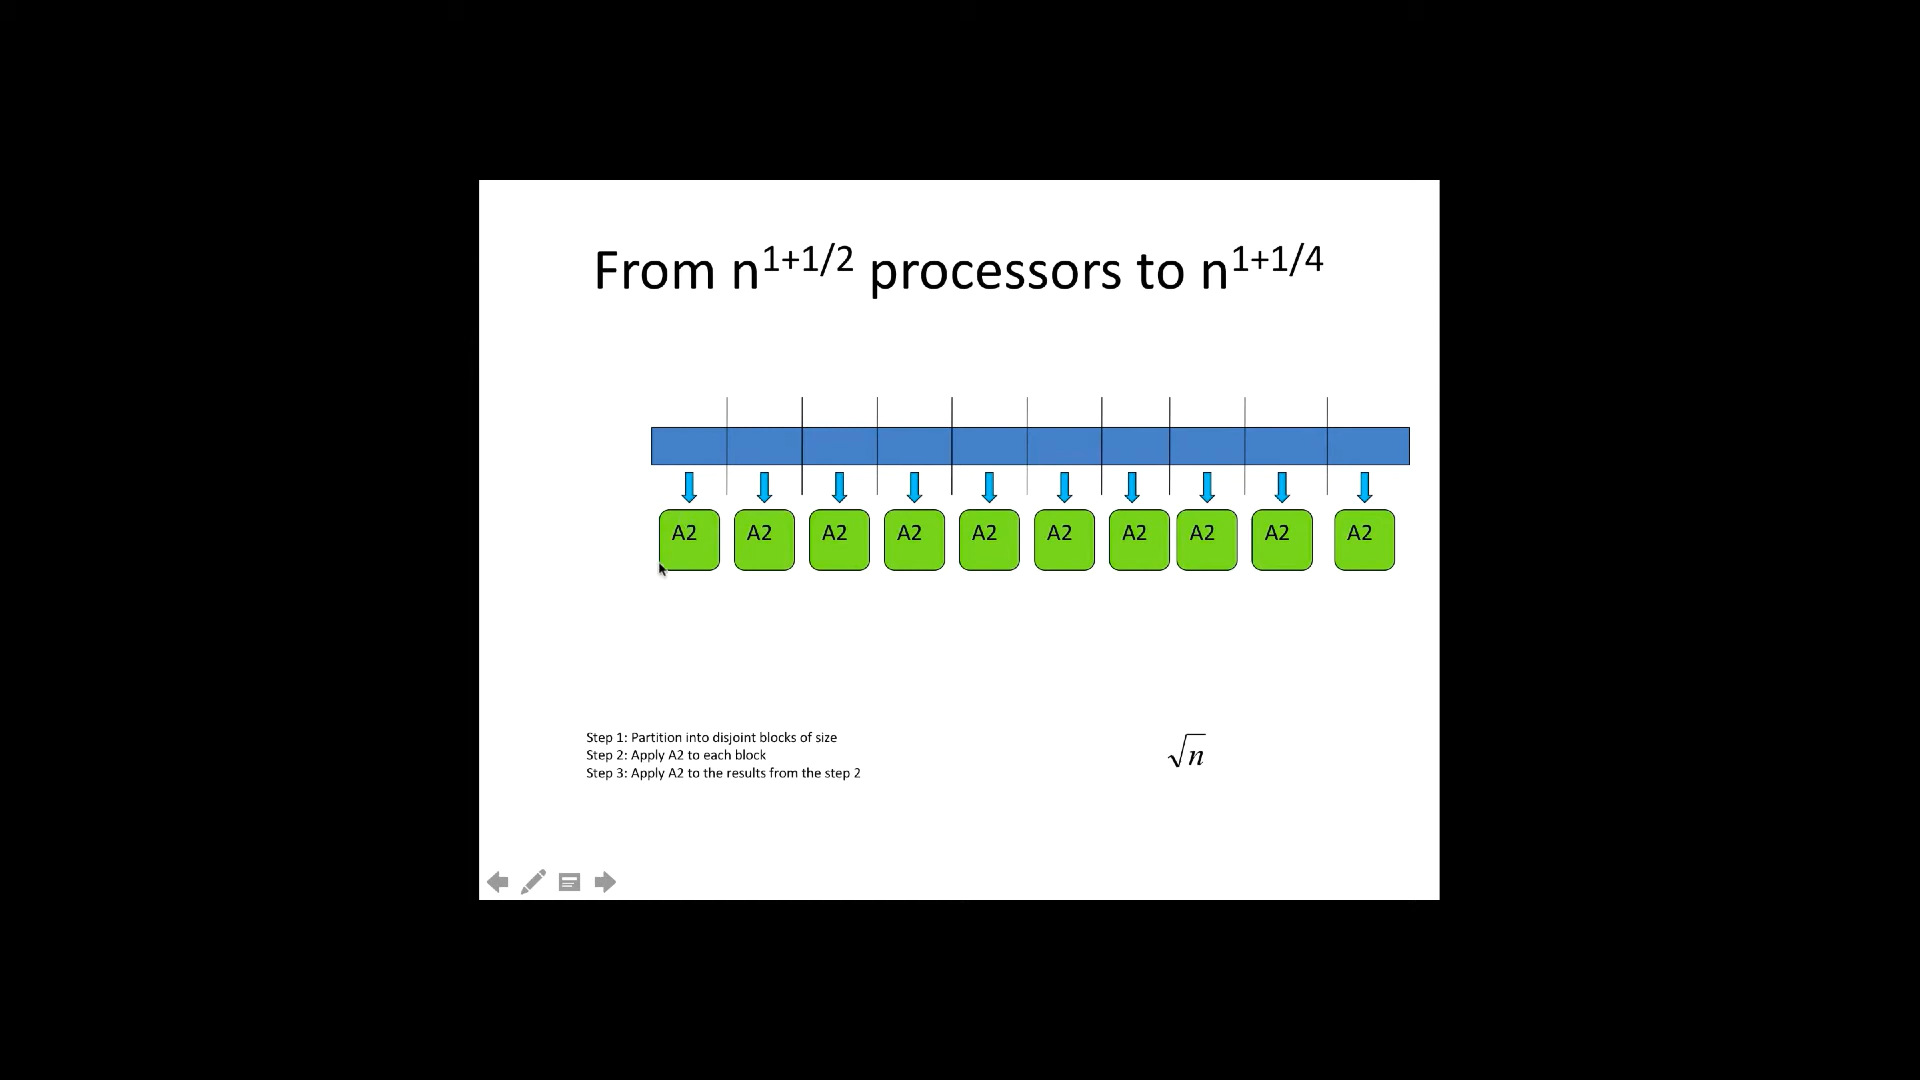 From n^1+1/2 processors to n^1+1/4
A2 A2 A2 A2 A2 A2 A2 A2 A2 A2
Step 1: Partition into disjoint blocks of size
√n
Step 2: Apply A2 to each block
Step 3: Apply A2 to the results from the step 2